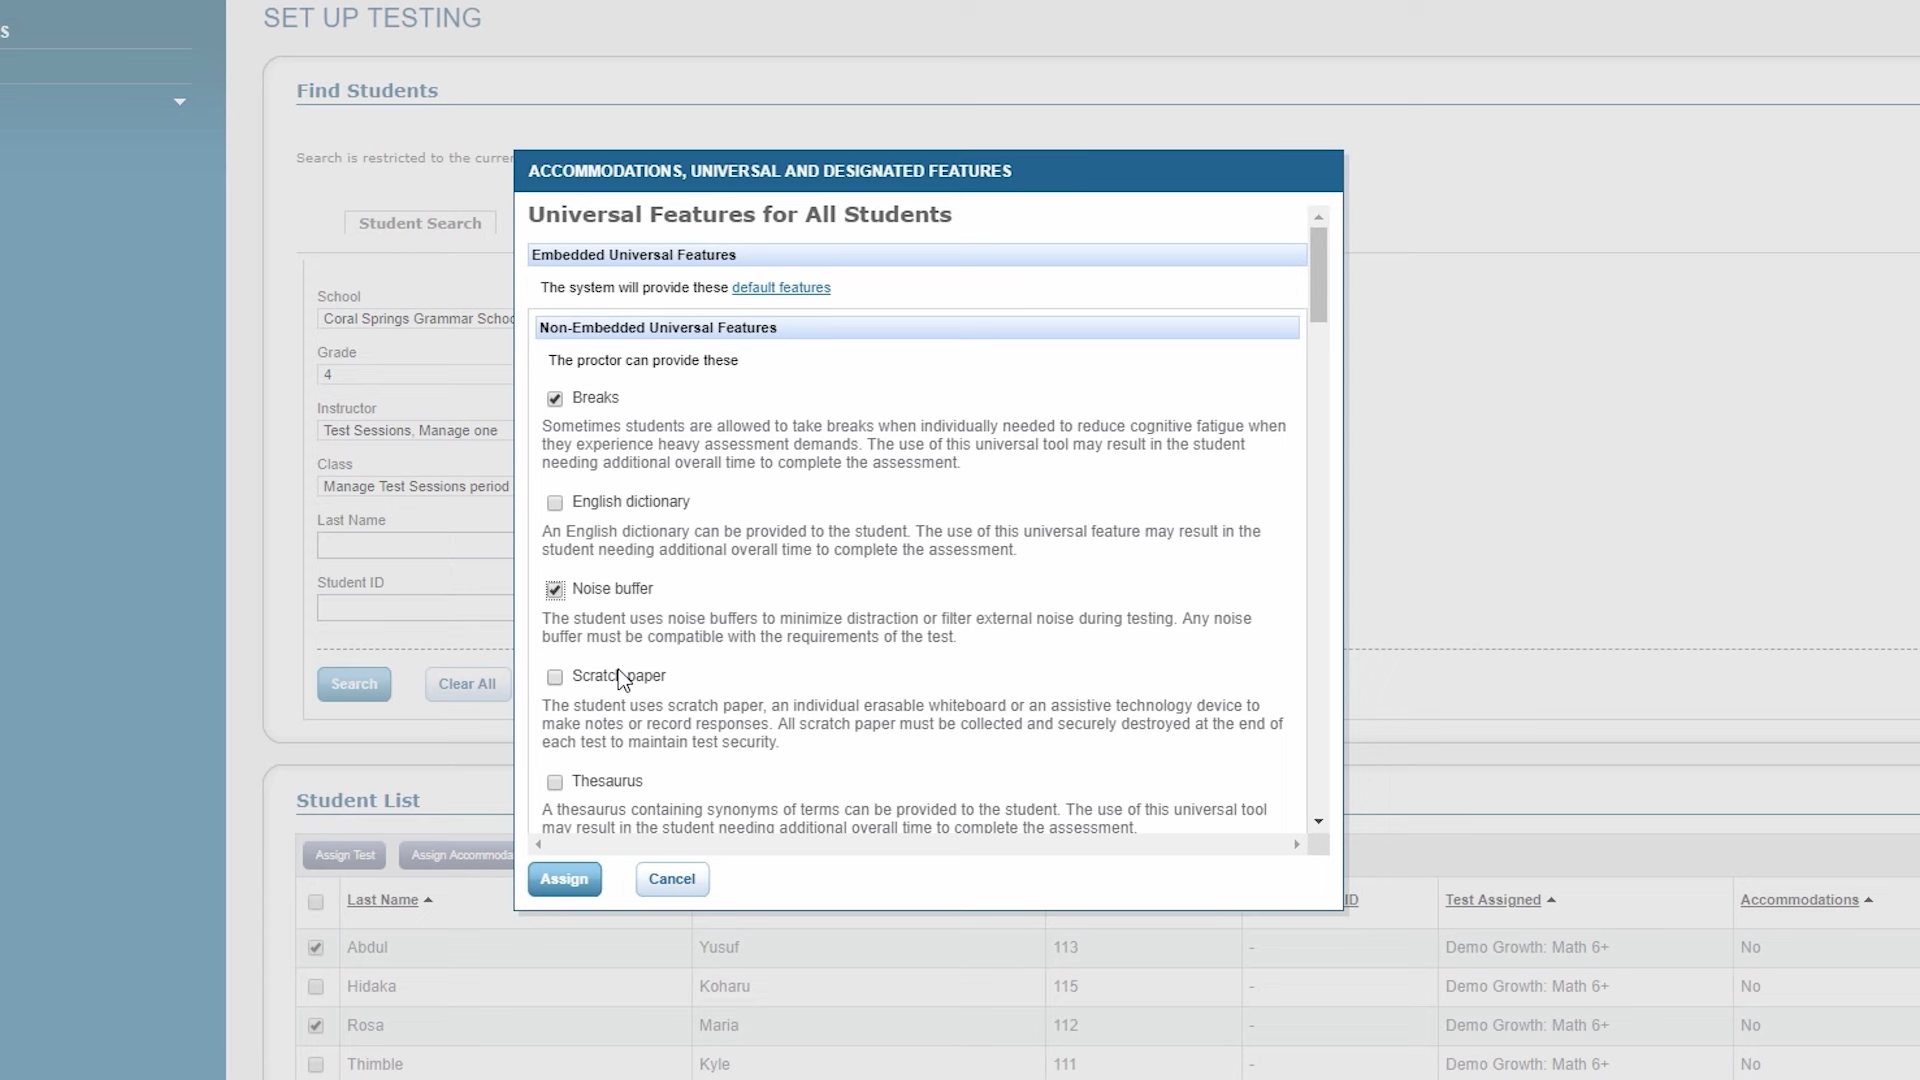 S
SET UP TESTING
Find Students
Search is restricted to the curre
Student Search
School
Coral Springs Grammar Schoo
Grade
4
Instructor
Test Sessions, Manage one
Class
Manage Test Sessions period
Last Name
Student ID
Search
Clear All
ACCOMMODATIONS, UNIVERSAL AND DESIGNATED FEATURES
Universal Features for All Students
Embedded Universal Features
The system will provide these default features
Non-Embedded Universal Features
The proctor can provide these
Breaks
Sometimes students are allowed to take breaks when individually needed to reduce cognitive fatigue when
they experience heavy assessment demands. The use of this universal tool may result in the student
needing additional overall time to complete the assessment.
English dictionary
An English dictionary can be provided to the student. The use of this universal feature may result in the
student needing additional overall time to complete the assessment.
Noise buffer
The student uses noise buffers to minimize distraction or filter external noise during testing. Any noise
buffer must be compatible with the requirements of the test.
Scratch paper
The student uses scratch paper, an individual erasable whiteboard or an assistive technology device to
make notes or record responses. All scratch paper must be collected and securely destroyed at the end of
each test to maintain test security.
Thesaurus
A thesaurus containing synonyms of terms can be provided to the student. The use of this universal tool
may result in the student needing additional overall time to complete the assessment.
Assign
Cancel
Student List
Assign Test
Assign Accommoda
Last Name
ID
Test Assigned
Accommodations
Abdul Yusuf 113 - Demo Growth: Math 6+ No
Hidaka Koharu 115 - Demo Growth: Math 6+ No
Rosa Maria 112 - Demo Growth: Math 6+ No
Thimble Kyle 111 - Demo Growth: Math 6+ No